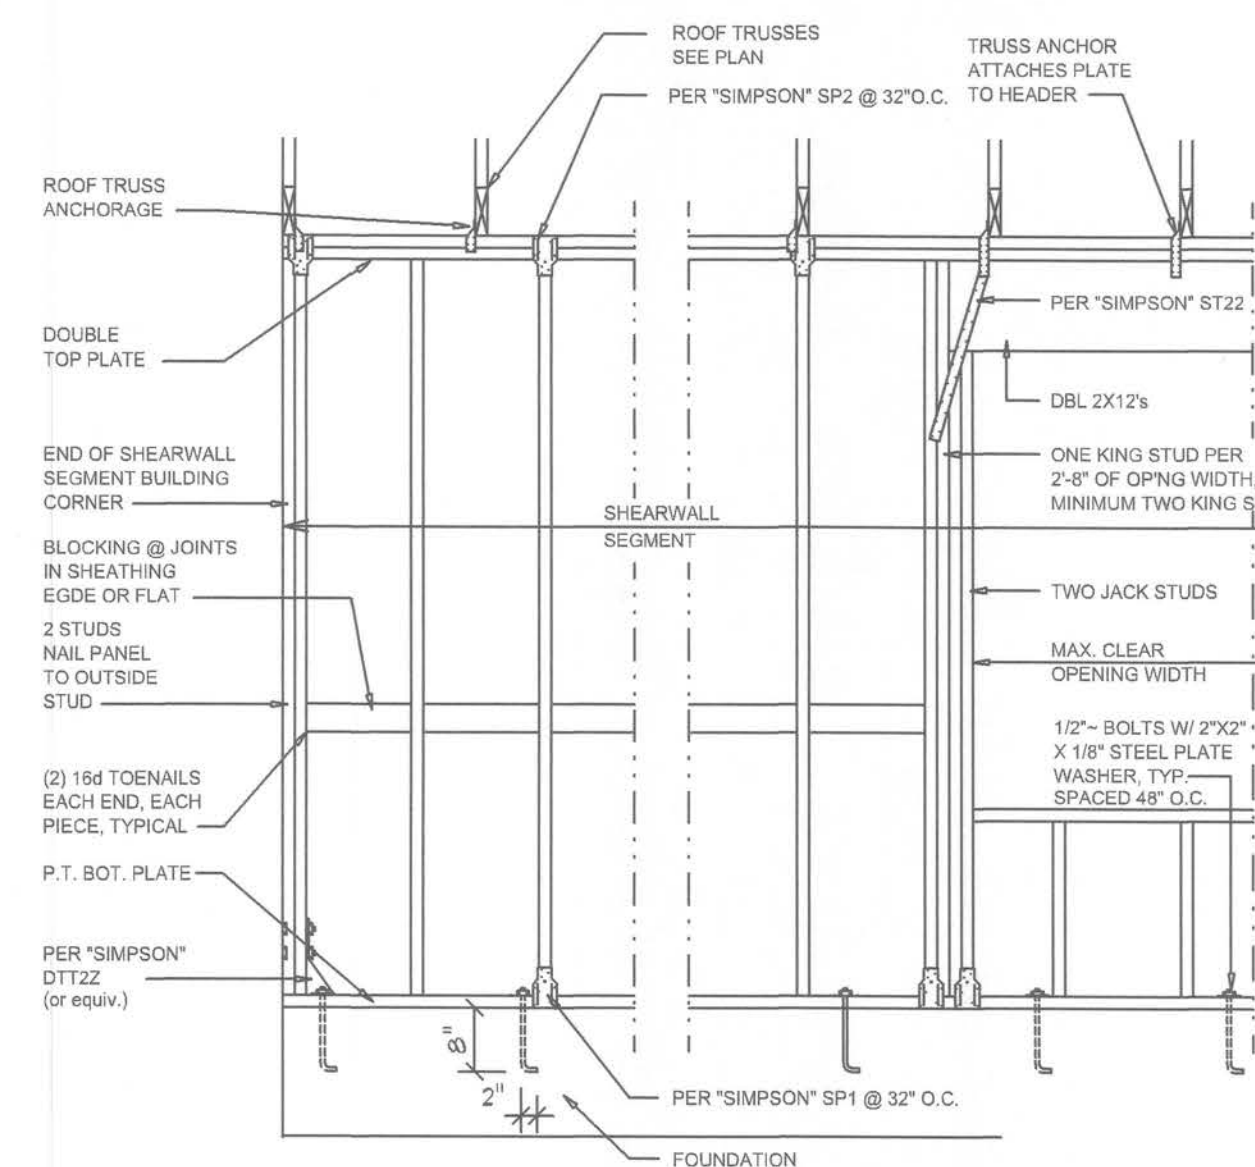 ROOF TRUSSES
SEE PLAN
TRUSS ANCHOR
ATTACHES PLATE
TO HEADER
PER "SIMPSON" SP2 @ 32"O.C.
ROOF TRUSS
ANCHORAGE
PER "SIMPSON" ST22
DOUBLE
TOP PLATE
DBL 2X12's
END OF SHEARWALL
SEGMENT BUILDING
CORNER
ONE KING STUD PER
2'-8" OF OP'NG WIDTH,
MINIMUM TWO KING S
SHEARWALL
SEGMENT
BLOCKING @ JOINTS
IN SHEATHING
EGDE OR FLAT
TWO JACK STUDS
2 STUDS
NAIL PANEL
TO OUTSIDE
STUD
MAX. CLEAR
OPENING WIDTH
1/2"~ BOLTS W/ 2"X2"
X 1/8" STEEL PLATE
WASHER, TYP.
SPACED 48" O.C.
(2) 16d TOENAILS
EACH END, EACH
PIECE, TYPICAL
P.T. BOT. PLATE
PER "SIMPSON"
DTT2Z
(or equiv.)
8"
2"
PER "SIMPSON" SP1 @ 32" O.C.
FOUNDATION